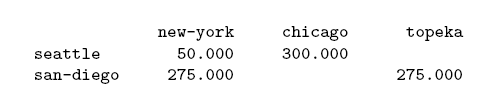 new-york chicago topeka
seattle 50.000 300.000
san-diego 275.000 275.000